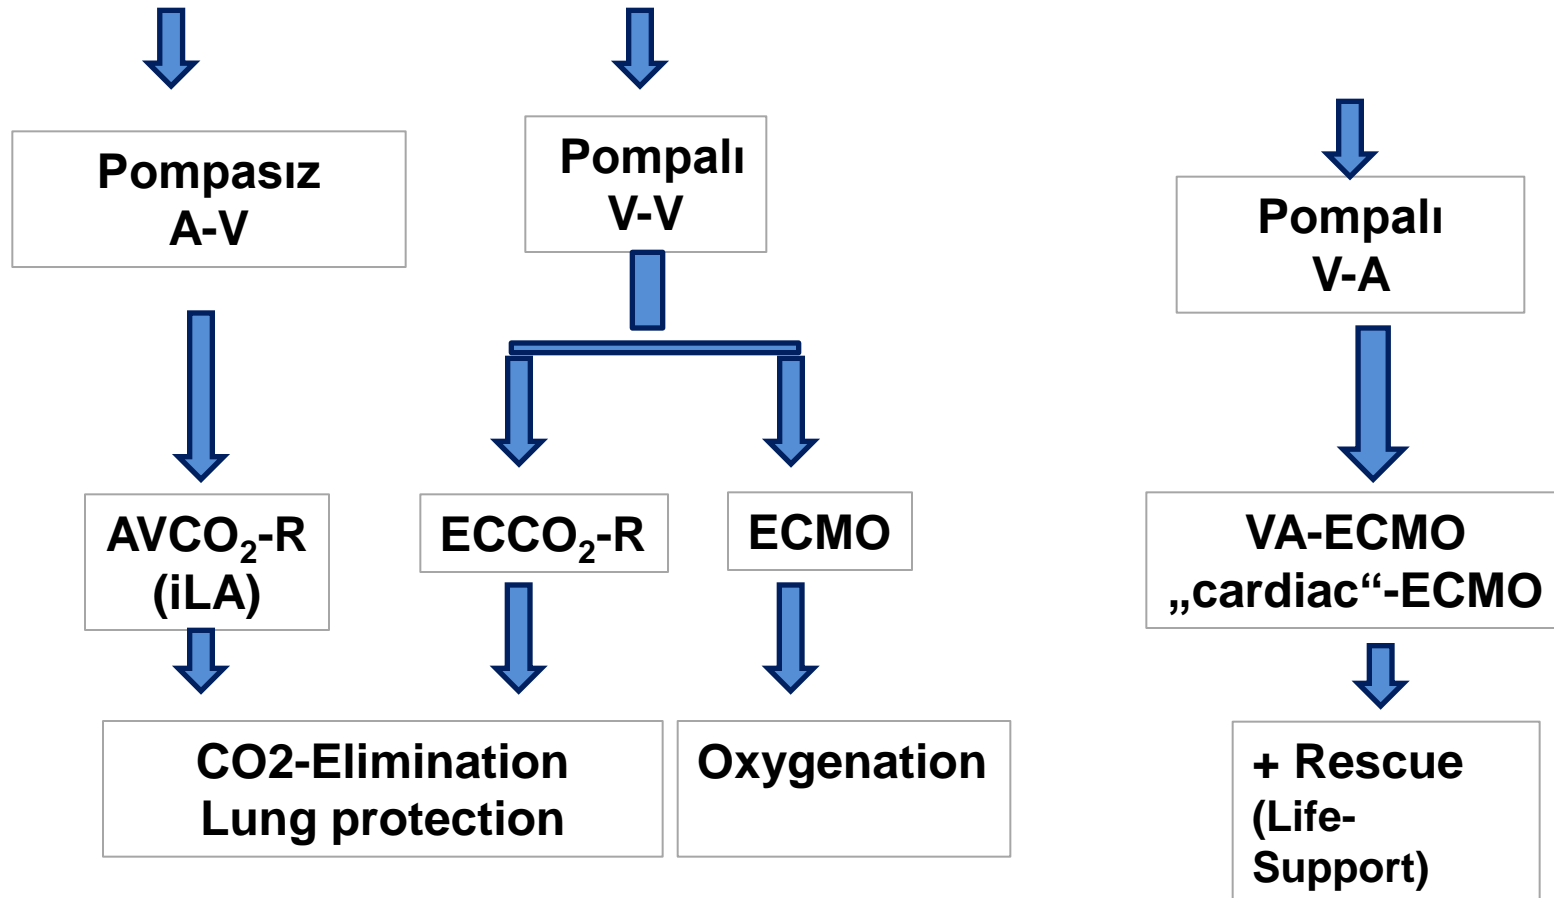 Pompasız
A-V
Pompalı
V-V
Pompalı
V-A
AVCO₂-R
(iLA)
ECCO₂-R
ECMO
VA-ECMO
„cardiac“-ECMO
CO2-Elimination
Lung protection
Oxygenation
+ Rescue
(Life-
Support)